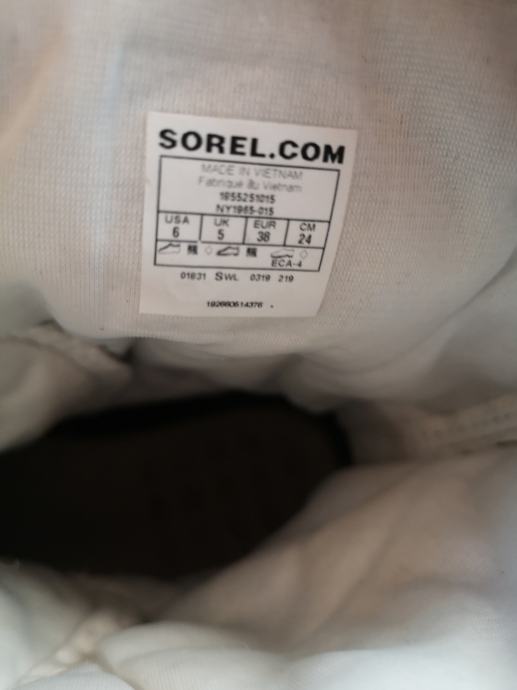 SOREL.COM
MADE IN VIETNAM
Fabriqué au Vietnam
1855251015
NY1965-015
USA UK EUR CM
6 5 38 24
ECA-4
01831 SWL 0319 219
192660614376